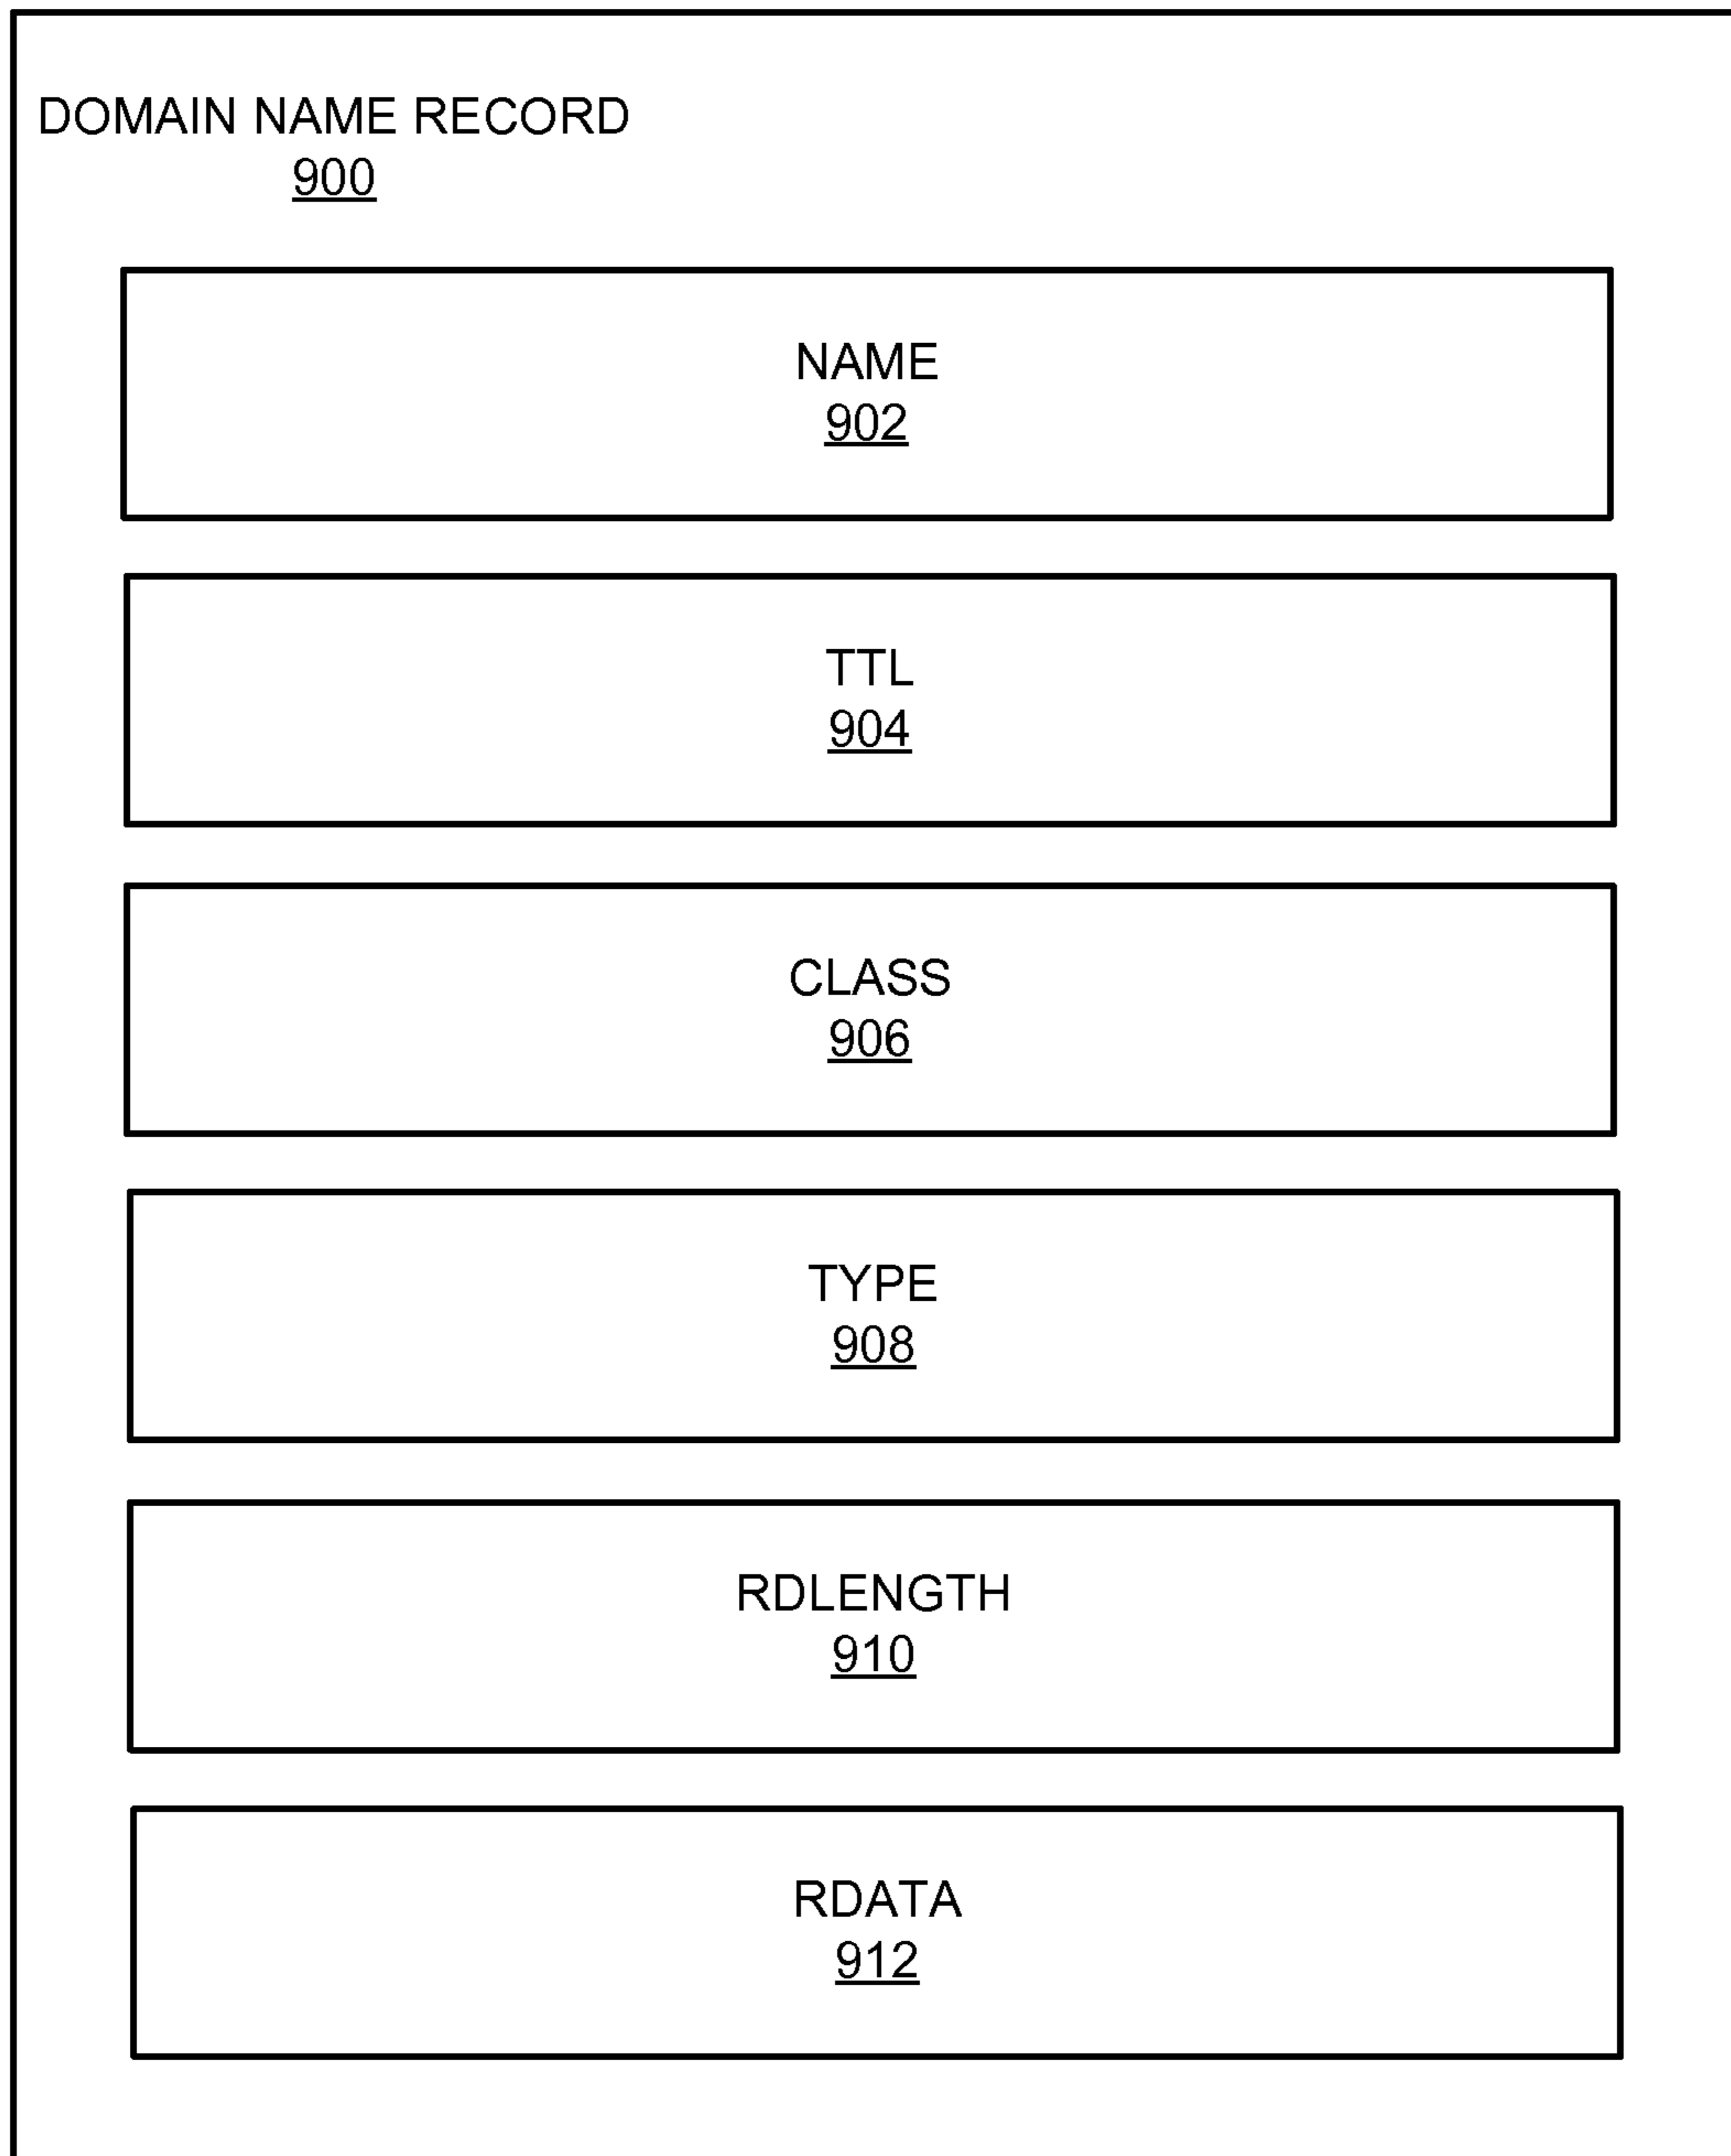 DOMAIN NAME RECORD
900
NAME
902
TTL
904
CLASS
906
TYPE
908
RDLENGTH
910
RDATA
912